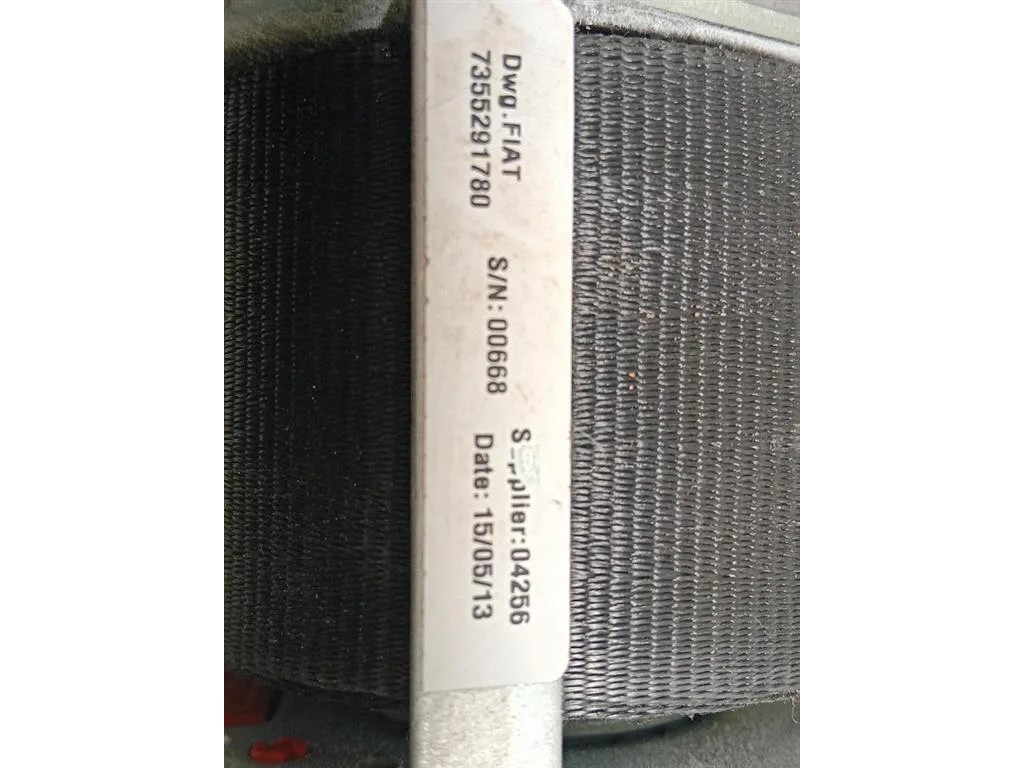 Dwg.FIAT
7355291780
S/N:00668
Supplier:04256
Date: 15/05/13